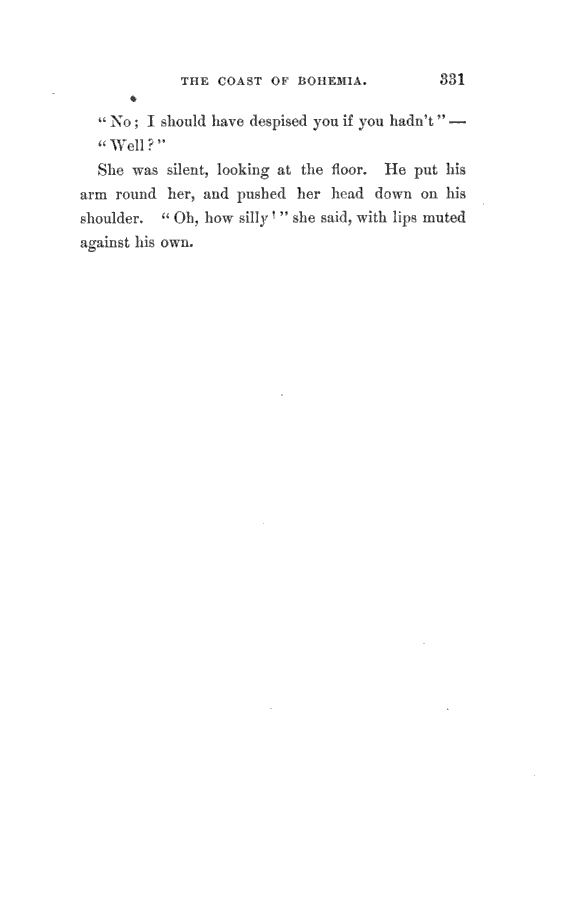 THE COAST OF BOHEMIA. 331
“No; I should have despised you if you hadn't”—
“Well?”
She was silent, looking at the floor. He put his
arm round her, and pushed her head down on his
shoulder. “Oh, how silly!” she said, with lips muted
against his own.